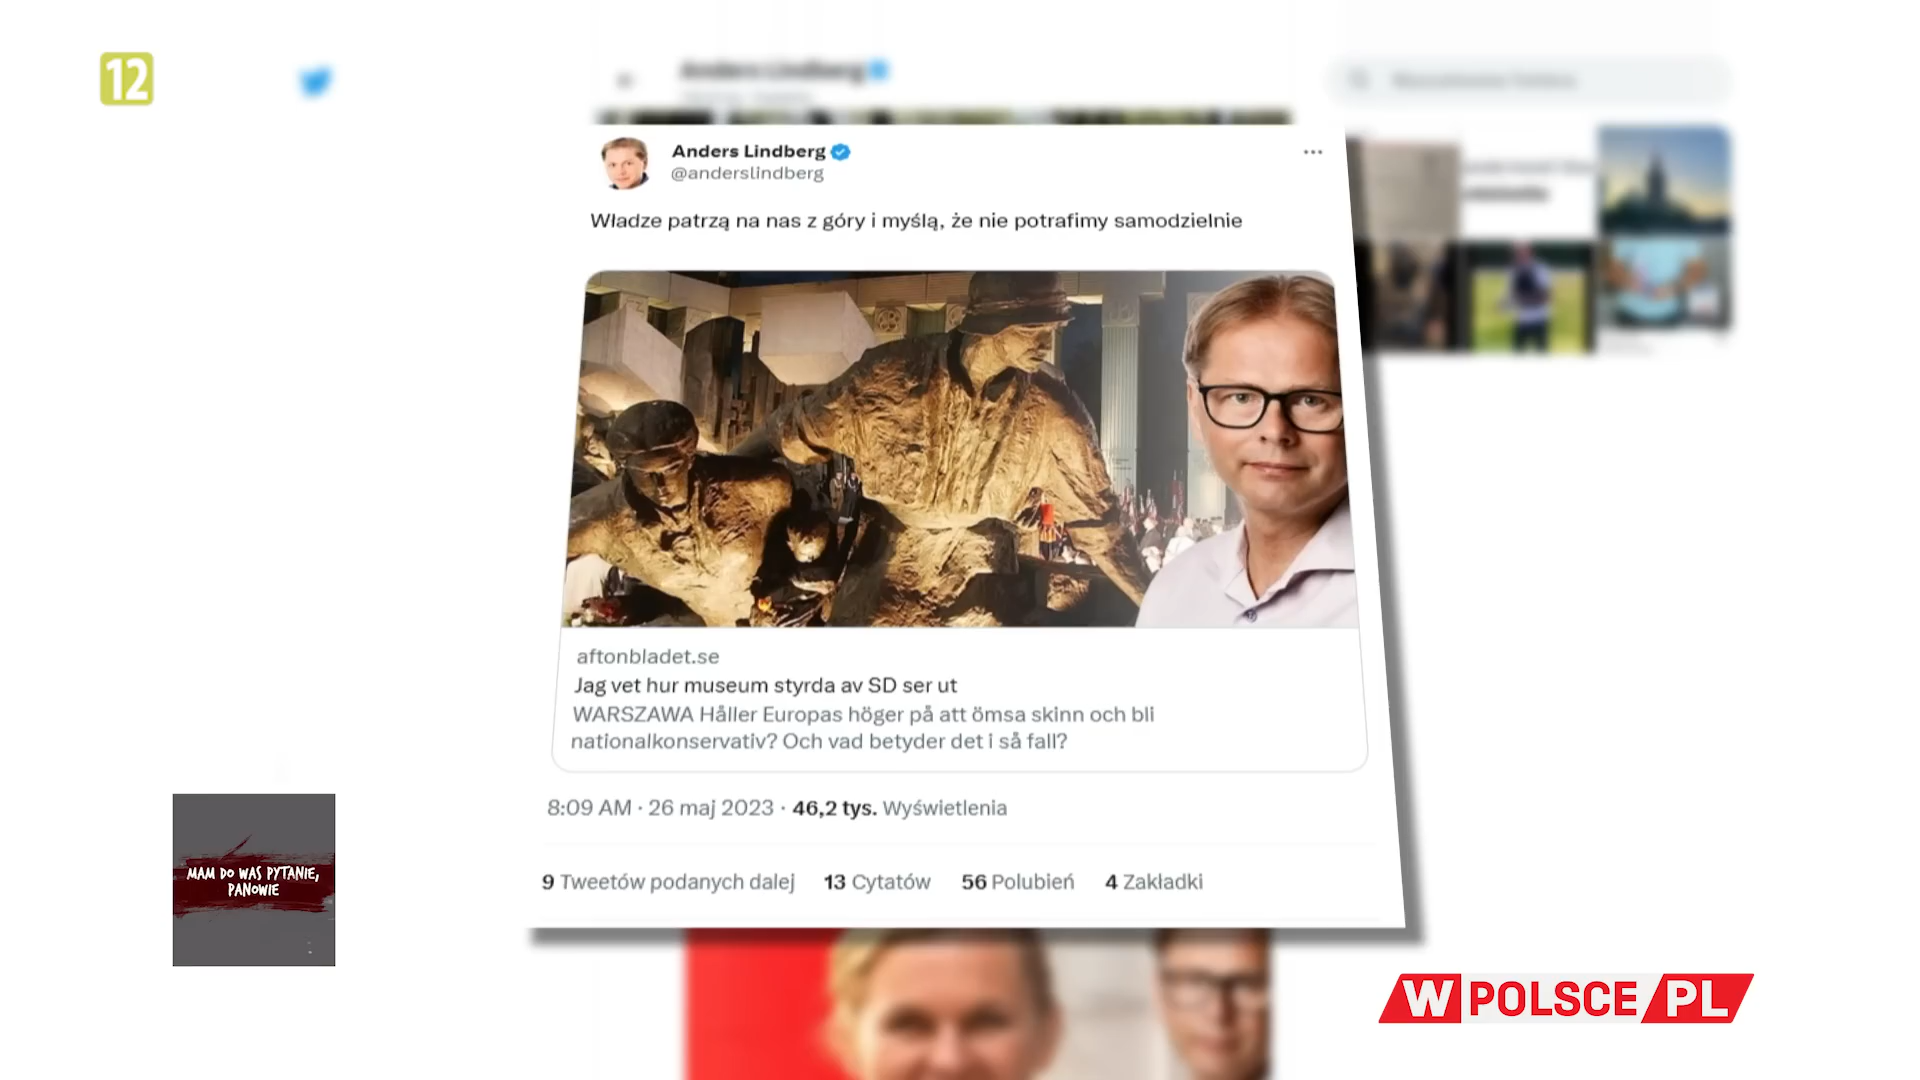 12
Anders Lindberg
Anders Lindberg
@anderslindberg
Władze patrzą na nas z góry i myślą, że nie potrafimy samodzielnie
aftonbladet.se
Jag vet hur museum styrda av SD ser ut
WARSZAWA Håller Europas höger på att ömsa skinn och bli
nationalkonservativ? Och vad betyder det i så fall?
8:09 AM · 26 maj 2023 · 46,2 tys. Wyświetlenia
9 Tweetów podanych dalej 13 Cytatów 56 Polubień 4 Zakładki
MAM DO WAS PYTANIE,
PANOWIE
W POLSCE PL